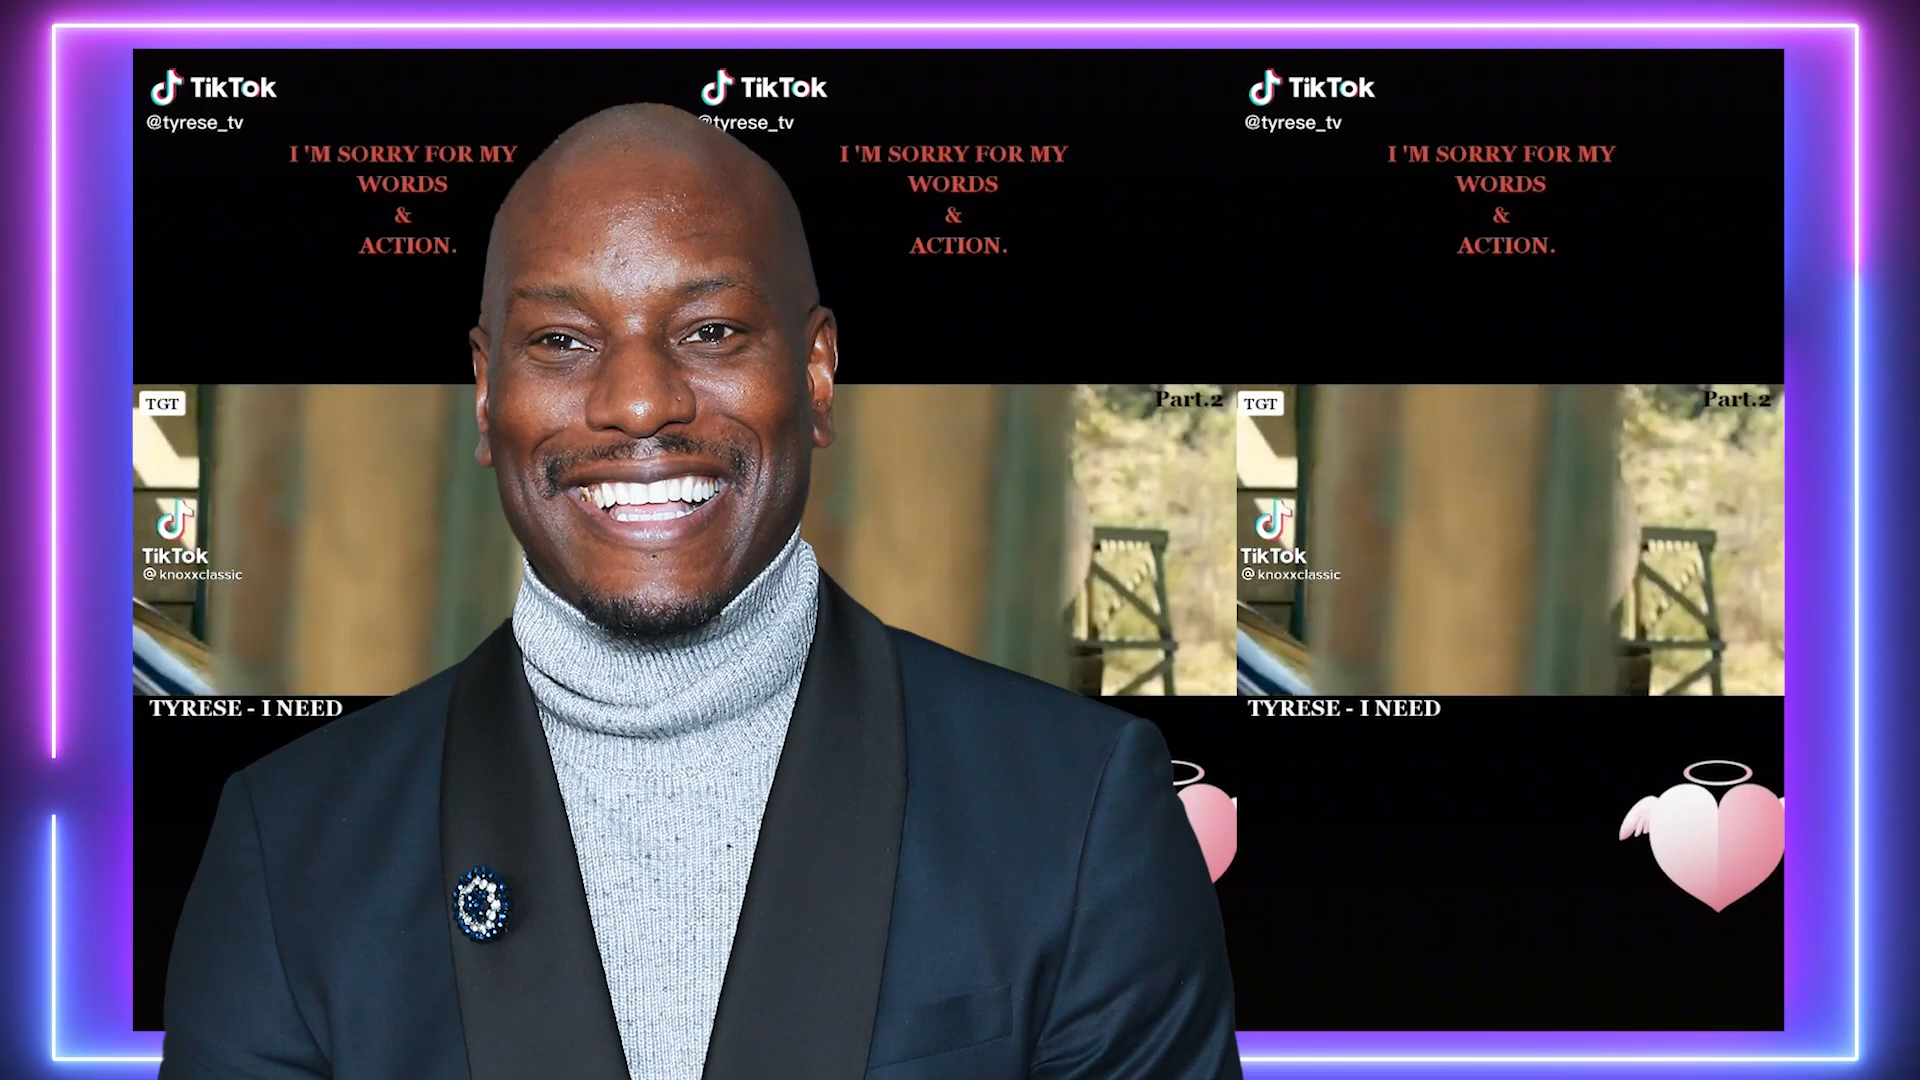 TikTok
@tyrese_tv
I 'M SORRY FOR MY
WORDS
&
ACTION.
TGT
TikTok
@knoxxclassic
TYRESE - I NEED
TikTok
@tyrese_tv
I 'M SORRY FOR MY
WORDS
&
ACTION.
Part.2
TikTok
@tyrese_tv
I 'M SORRY FOR MY
WORDS
&
ACTION.
TGT
Part.2
TikTok
@knoxxclassic
TYRESE - I NEED